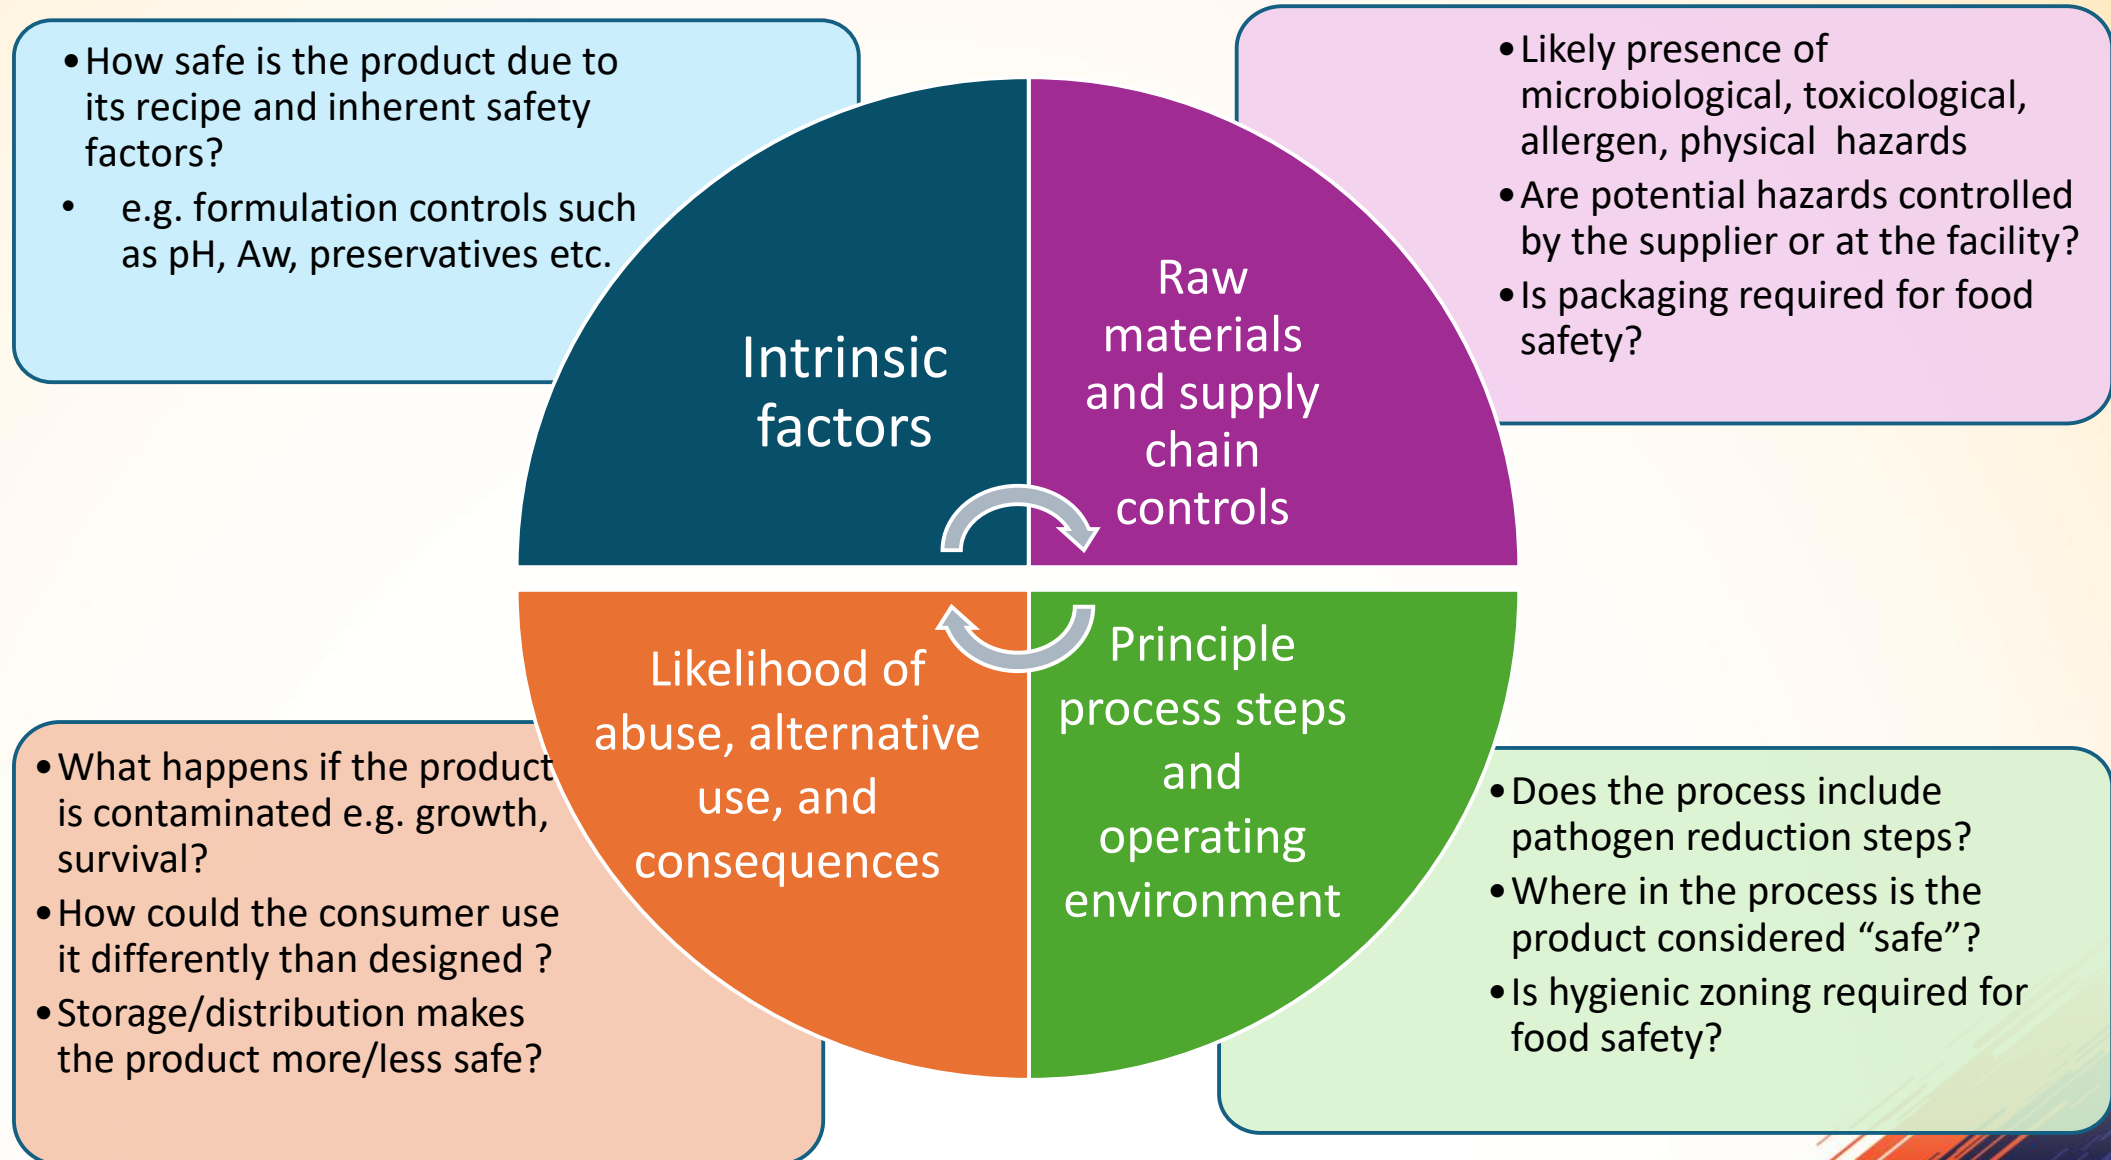 •How safe is the product due to
its recipe and inherent safety
factors?
• e.g. formulation controls such
as pH, Aw, preservatives etc.
Intrinsic
factors
•Likely presence of
microbiological, toxicological,
allergen, physical hazards
•Are potential hazards controlled
by the supplier or at the facility?
•Is packaging required for food
safety?
Raw
materials
and supply
chain
controls
•What happens if the product
is contaminated e.g. growth,
survival?
•How could the consumer use
it differently than designed ?
•Storage/distribution makes
the product more/less safe?
Likelihood of
abuse, alternative
use, and
consequences
Principle
process steps
and
operating
environment
•Does the process include
pathogen reduction steps?
•Where in the process is the
product considered “safe”?
•Is hygienic zoning required for
food safety?